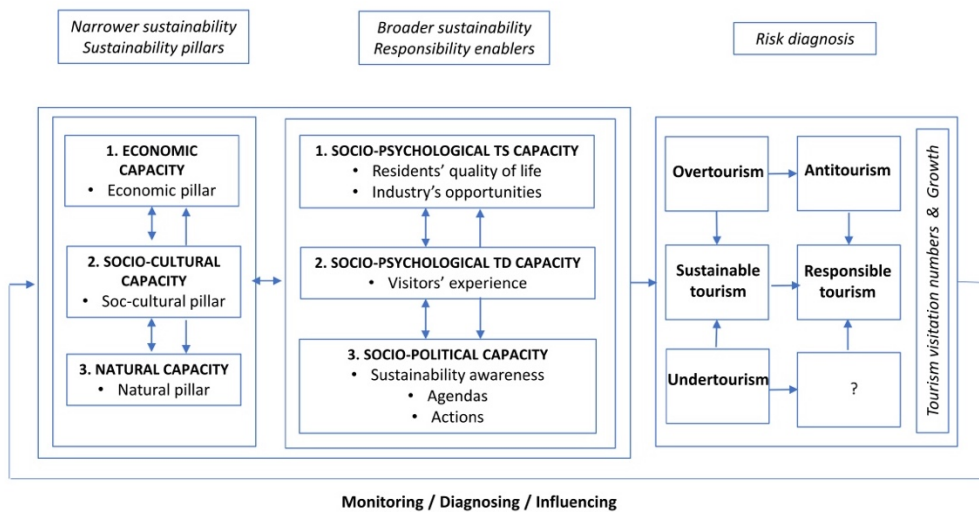 Narrower sustainability
Sustainability pillars
Broader sustainability
Responsibility enablers
Risk diagnosis
1. ECONOMIC
CAPACITY
• Economic pillar
2. SOCIO-CULTURAL
CAPACITY
• Soc-cultural pillar
3. NATURAL CAPACITY
• Natural pillar
1. SOCIO-PSYCHOLOGICAL TS CAPACITY
• Residents' quality of life
• Industry's opportunities
2. SOCIO-PSYCHOLOGICAL TD CAPACITY
• Visitors' experience
3. SOCIO-POLITICAL CAPACITY
• Sustainability awareness
• Agendas
• Actions
Overtourism
Antitourism
Sustainable
tourism
Responsible
tourism
Undertourism
?
Tourism visitation numbers & Growth
Monitoring / Diagnosing / Influencing